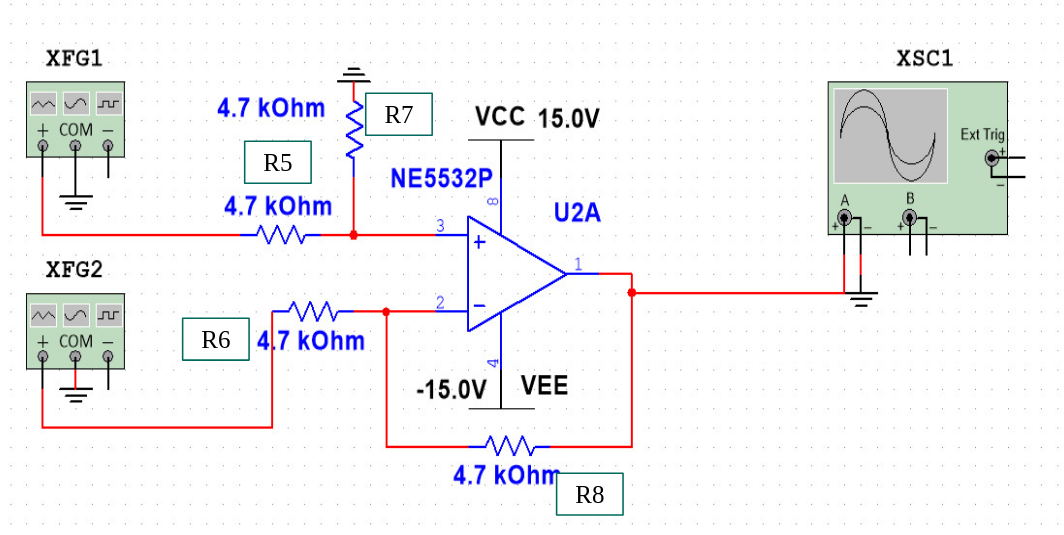 XFG1
+ COM −
4.7 kOhm
R7
R5
4.7 kOhm
VCC 15.0V
NE5532P
8
U2A
3
+
1
2
−
4
-15.0V VEE
XFG2
+ COM −
R6
4.7 kOhm
4.7 kOhm
R8
XSC1
Ext Trig
+
−
A
B
+ −
+ −